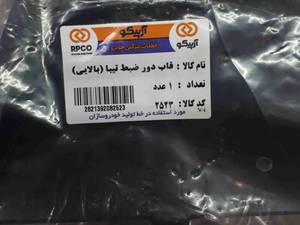 آرپیکو
RPCO
قطعات یدکی خودرو
آرپیکو
نام کالا : قاب دور ضبط تیبا (بالایی)
تعداد : ۱ عدد
کد کالا : ۲۵۲۳
مورد استفاده در خط تولید خودروسازان
2821392082523